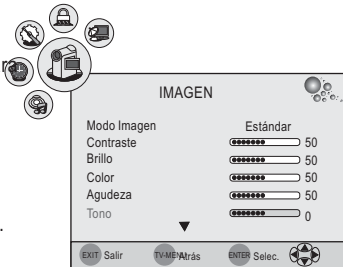 IMAGEN
Modo Imagen Estándar
Contraste 50
Brillo 50
Color 50
Agudeza 50
Tono 0
EXIT Salir TV-MENU Atrás ENTER Selec.